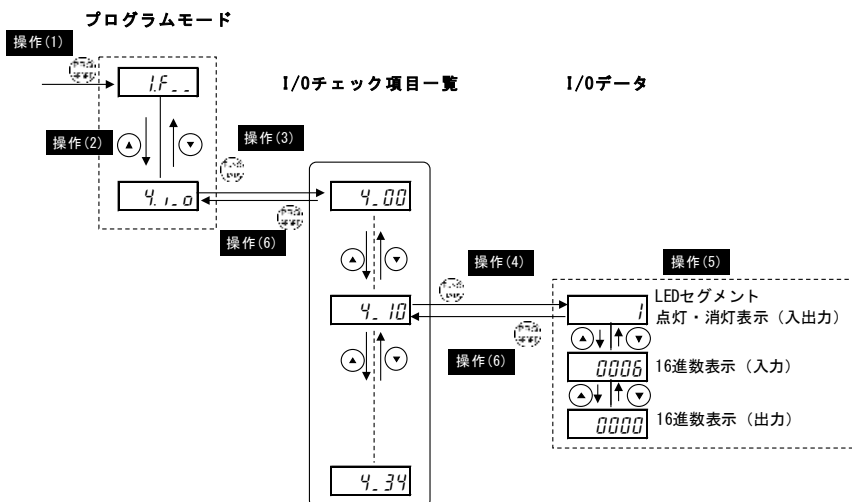 プログラムモード
操作(1)
1.F__
I/Oチェック項目一覧
I/Oデータ
操作(2)
操作(3)
4.i_o
4_00
操作(6)
操作(4)
操作(5)
4_10
1
LEDセグメント
点灯・消灯表示（入出力）
操作(6)
0006
16進数表示（入力）
0000
16進数表示（出力）
4_34